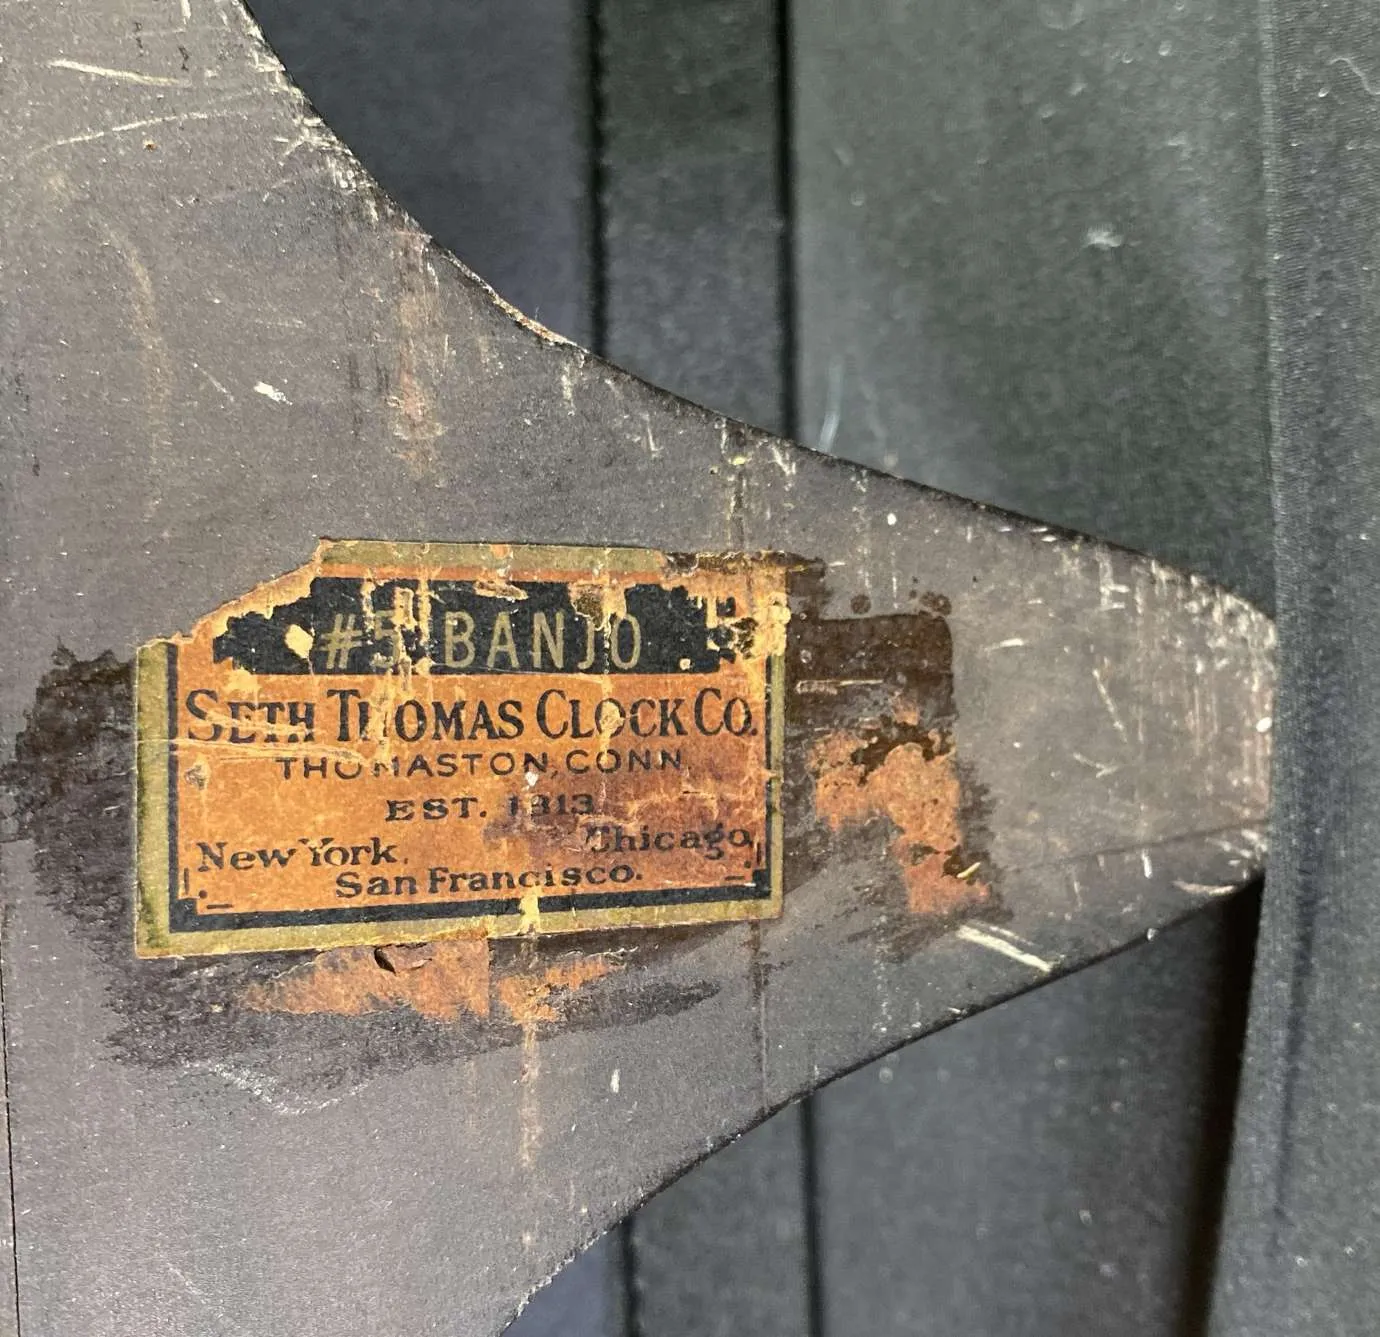 #5 BANJO
SETH THOMAS CLOCK CO.
THOMASTON, CONN.
EST. 1813
New York. Chicago,
San Francisco.